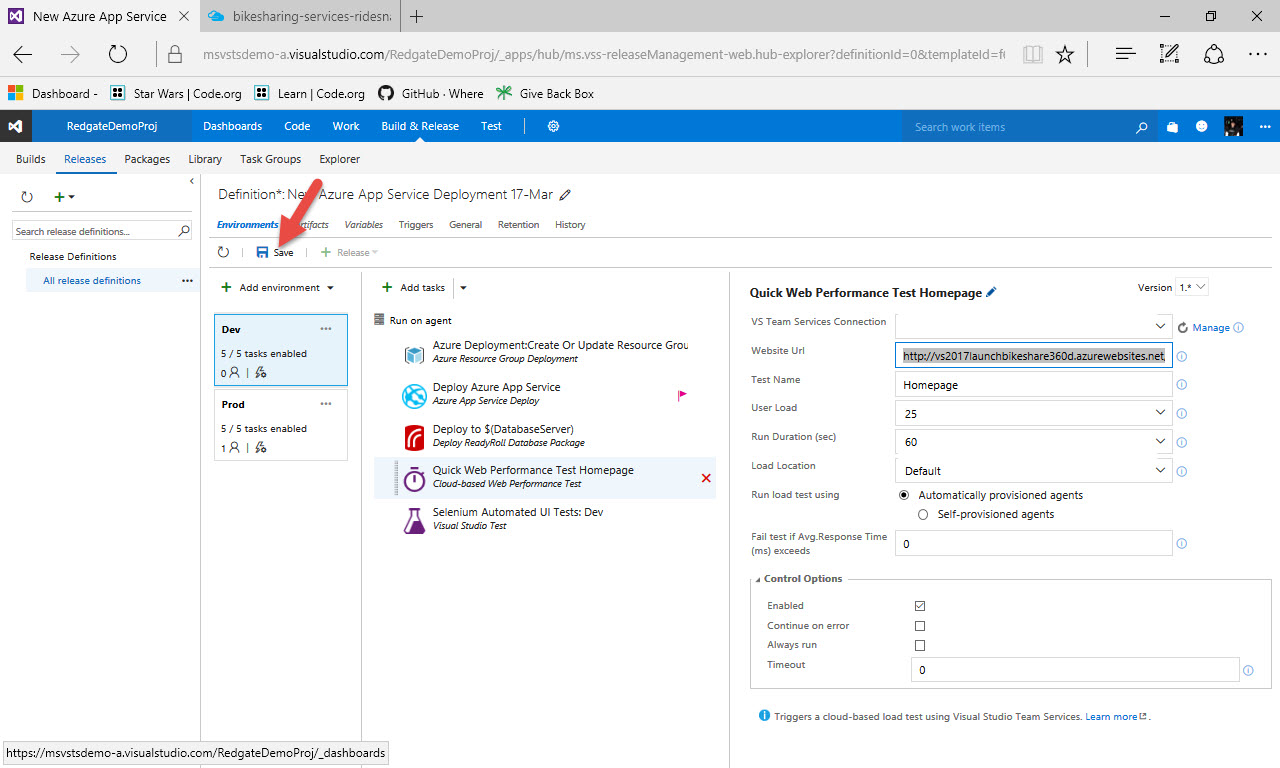 New Azure App Service
bikesharing-services-ridesn
msvstsdemo-a.visualstudio.com/RedgateDemoProj/_apps/hub/ms.vss-releaseManagement-web.hub-explorer?definitionId=0&templateId=f
Dashboard -
Star Wars | Code.org
Learn | Code.org
GitHub · Where
Give Back Box
RedgateDemoProj
Dashboards
Code
Work
Build & Release
Test
Search work items
Builds
Releases
Packages
Library
Task Groups
Explorer
Search release definitions...
Release Definitions
All release definitions
Definition*: New Azure App Service Deployment 17-Mar
Environments
Variables
Triggers
General
Retention
History
Save
Release
Add environment
Dev
5 / 5 tasks enabled
0
Prod
5 / 5 tasks enabled
1
Add tasks
Run on agent
Azure Deployment:Create Or Update Resource Grou
Azure Resource Group Deployment
Deploy Azure App Service
Azure App Service Deploy
Deploy to $(DatabaseServer)
Deploy ReadyRoll Database Package
Quick Web Performance Test Homepage
Cloud-based Web Performance Test
Selenium Automated UI Tests: Dev
Visual Studio Test
Quick Web Performance Test Homepage
Version 1.*
VS Team Services Connection
Manage
Website Url
http://vs2017launchbikeshare360d.azurewebsites.net
Test Name
Homepage
User Load
25
Run Duration (sec)
60
Load Location
Default
Run load test using
Automatically provisioned agents
Self-provisioned agents
Fail test if Avg.Response Time
(ms) exceeds
0
Control Options
Enabled
Continue on error
Always run
Timeout
0
Triggers a cloud-based load test using Visual Studio Team Services. Learn more .
https://msvstsdemo-a.visualstudio.com/RedgateDemoProj/_dashboards